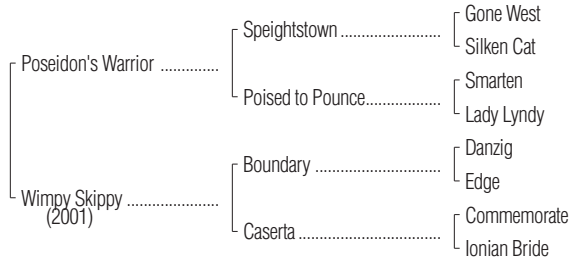 Gone West
Speightstown ......................
Silken Cat
Poseidon's Warrior ..............
Smarten
Poised to Pounce.................
Lady Lyndy
Danzig
Boundary .............................
Edge
Wimpy Skippy ......................
(2001)
Commemorate
Caserta .................................
Ionian Bride